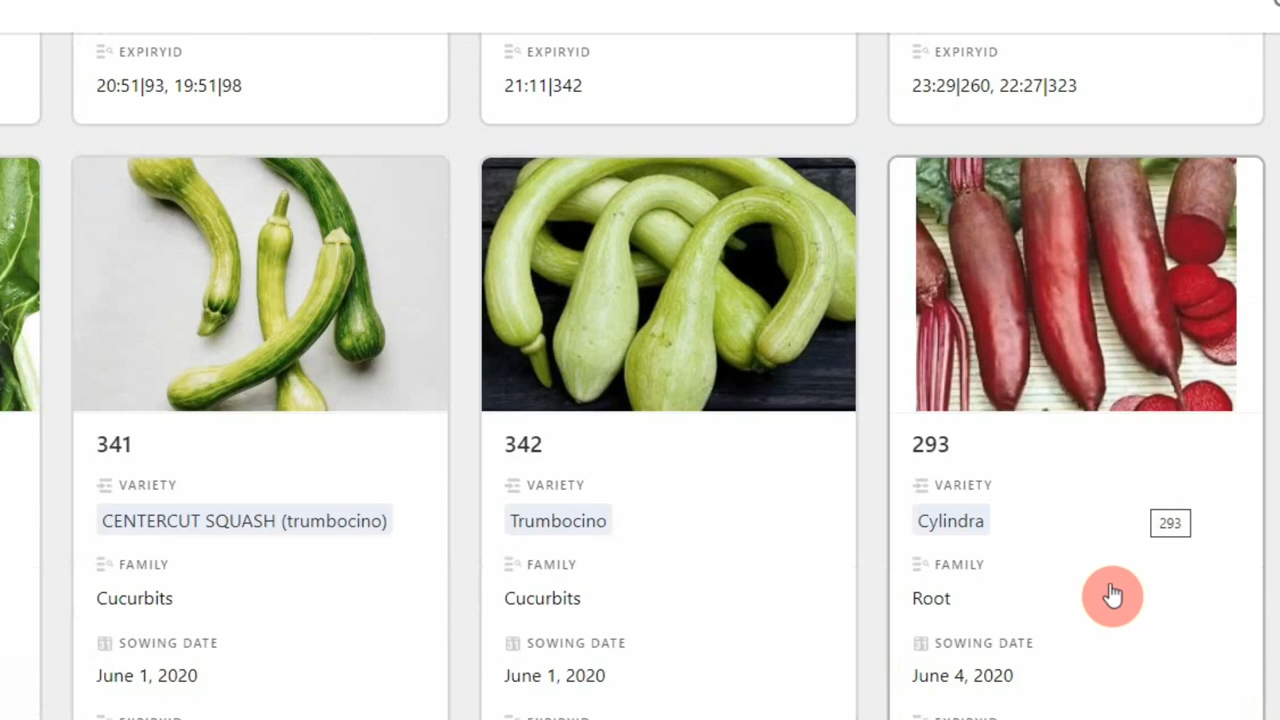 EXPIRYID
20:51|93, 19:51|98
EXPIRYID
21:11|342
EXPIRYID
23:29|260, 22:27|323
341
VARIETY
CENTERCUT SQUASH (trumbocino)
FAMILY
Cucurbits
SOWING DATE
June 1, 2020
342
VARIETY
Trumbocino
FAMILY
Cucurbits
SOWING DATE
June 1, 2020
293
VARIETY
Cylindra
293
FAMILY
Root
SOWING DATE
June 4, 2020